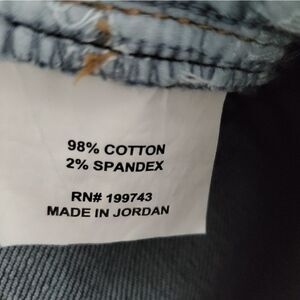 98% COTTON
2% SPANDEX
RN# 199743
MADE IN JORDAN